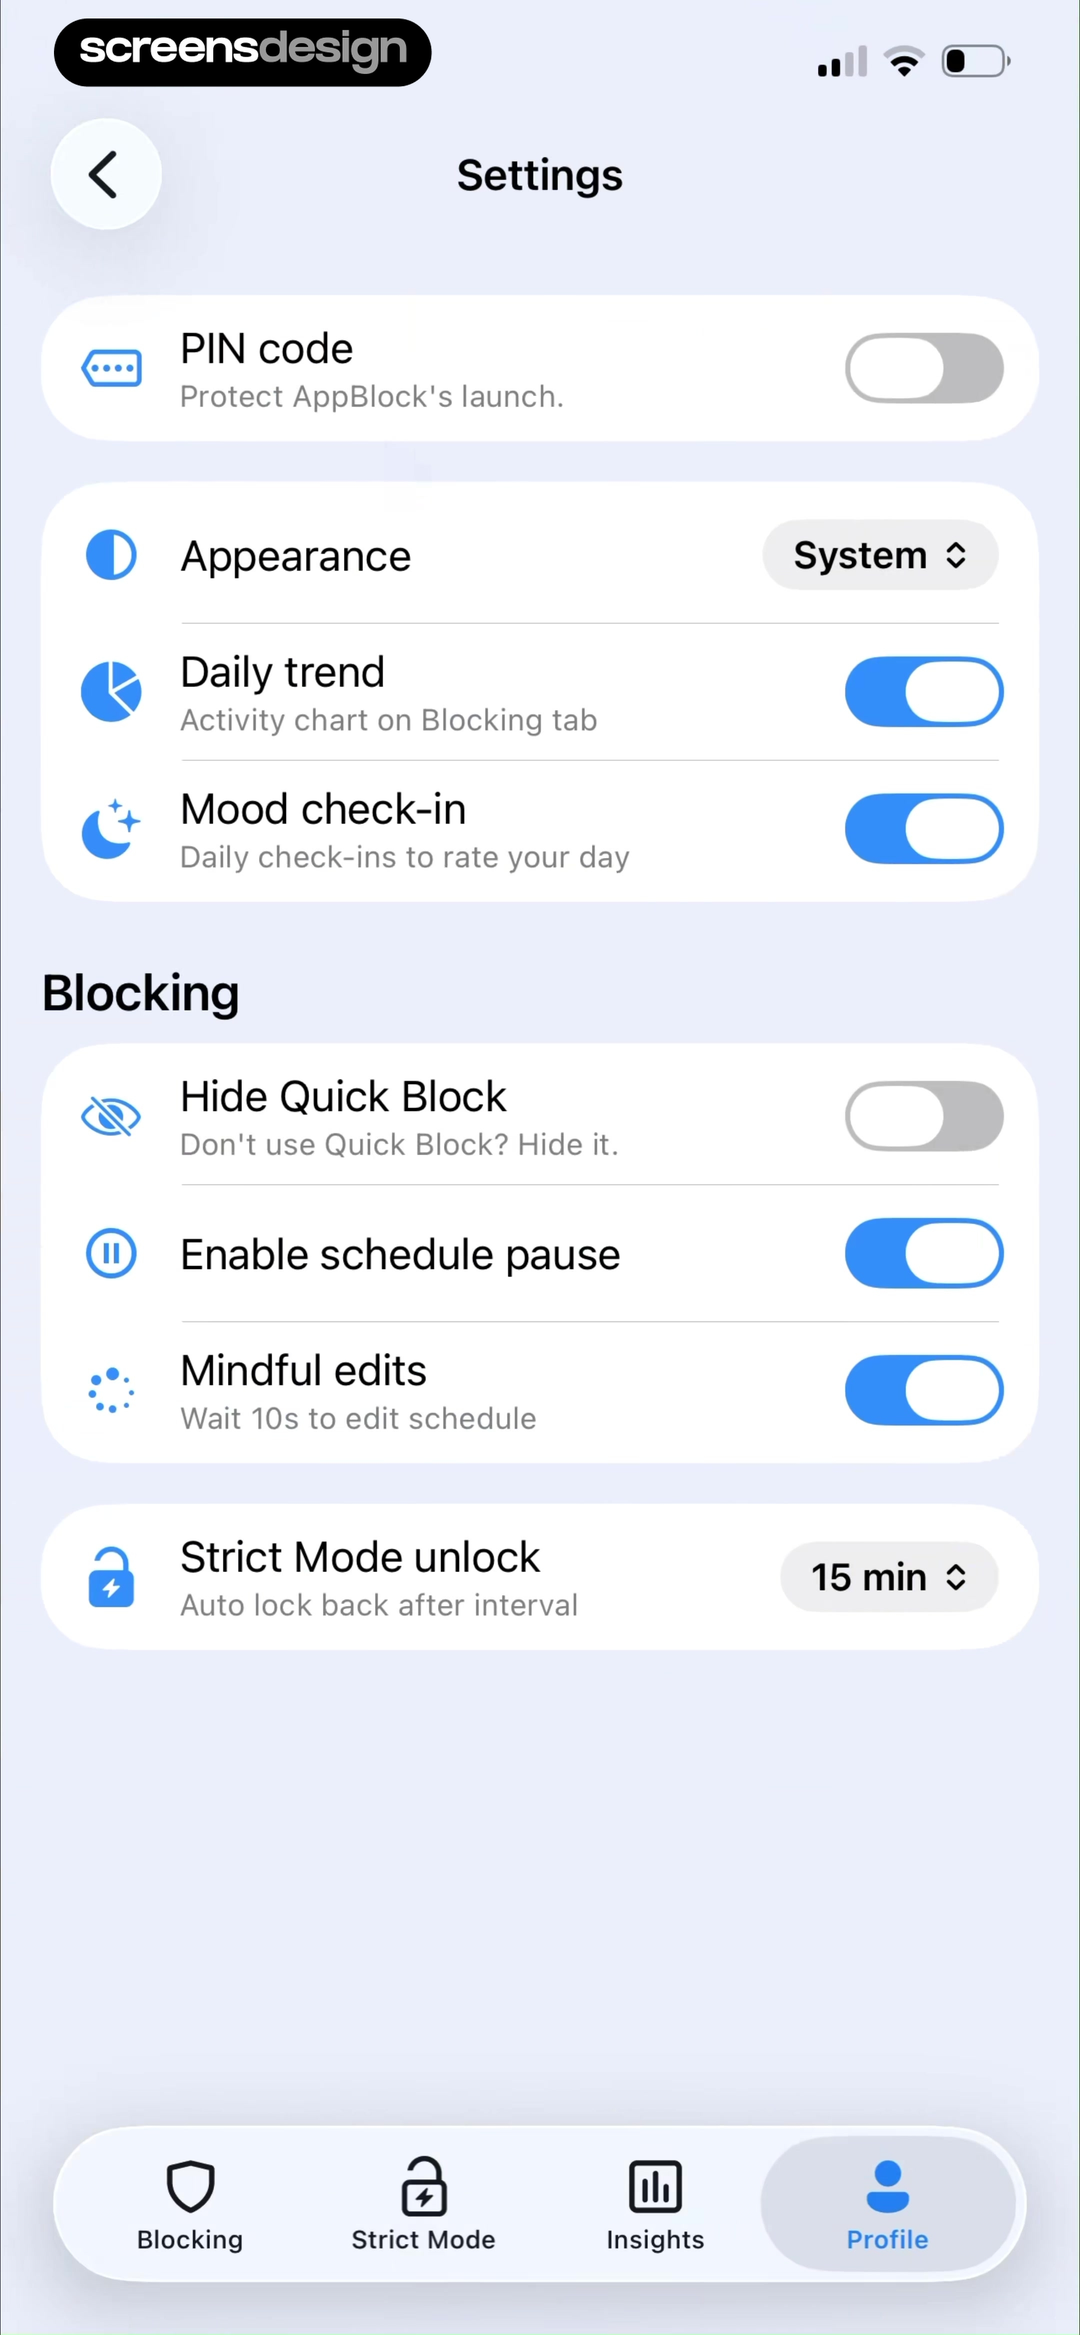 screensdesign
Settings
PIN code
Protect AppBlock's launch.
Appearance
System
Daily trend
Activity chart on Blocking tab
Mood check-in
Daily check-ins to rate your day
Blocking
Hide Quick Block
Don't use Quick Block? Hide it.
Enable schedule pause
Mindful edits
Wait 10s to edit schedule
Strict Mode unlock
Auto lock back after interval
15 min
Blocking
Strict Mode
Insights
Profile